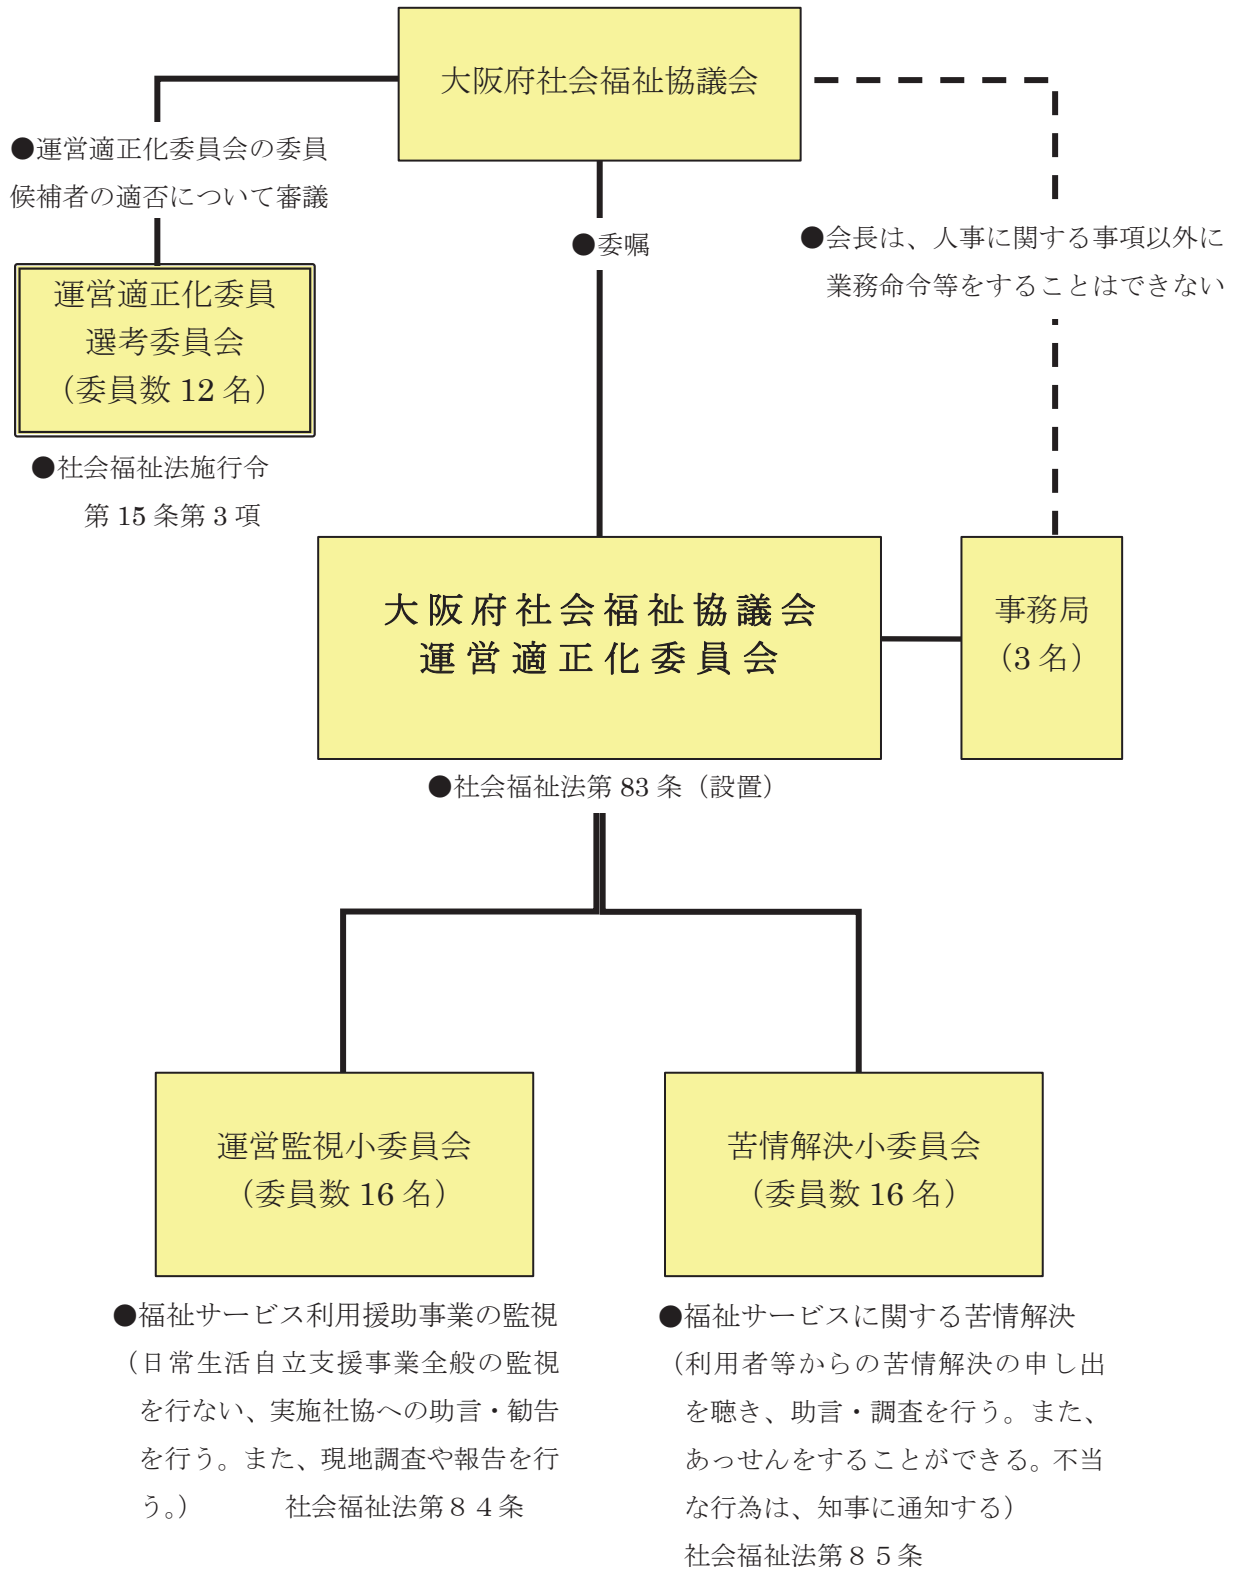 大阪府社会福祉協議会
●運営適正化委員会の委員
候補者の適否について審議
●委嘱
●会長は、人事に関する事項以外に
業務命令等をすることはできない
運営適正化委員
選考委員会
（委員数 12 名）
●社会福祉法施行令
第 15 条第 3 項
大阪府社会福祉協議会
運営適正化委員会
事務局
（3 名）
●社会福祉法第 83 条（設置）
運営監視小委員会
（委員数 16 名）
●福祉サービス利用援助事業の監視
（日常生活自立支援事業全般の監視
を行ない、実施社協への助言・勧告
を行う。また、現地調査や報告を行
う。） 社会福祉法第８４条
苦情解決小委員会
（委員数 16 名）
●福祉サービスに関する苦情解決
（利用者等からの苦情解決の申し出
を聴き、助言・調査を行う。また、
あっせんをすることができる。不当
な行為は、知事に通知する）
社会福祉法第８５条